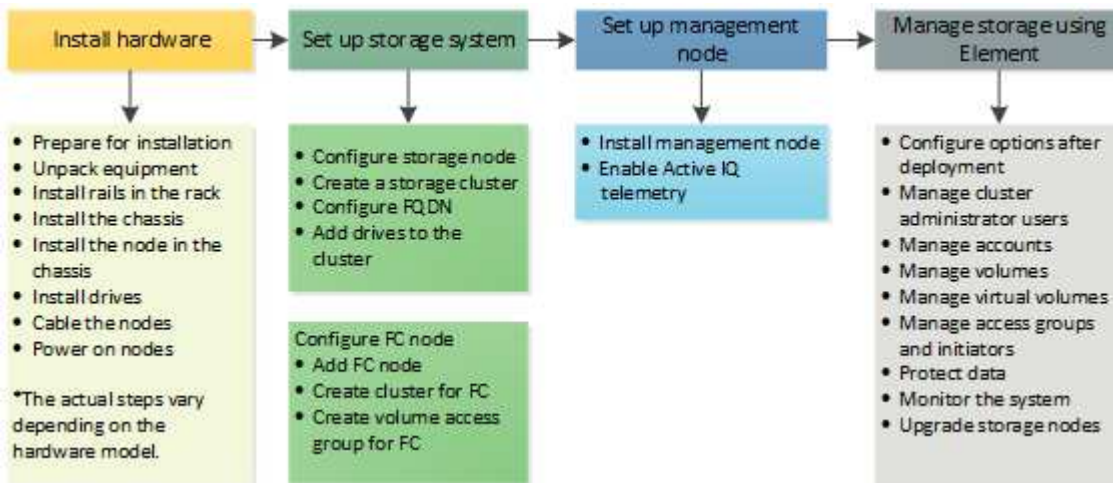 Install hardware
Set up storage system
Set up management
node
Manage storage using
Element
• Prepare for installation
• Unpack equipment
• Install rails in the rack
• Install the chassis
• Install the node in the
chassis
• Install drives
• Cable the nodes
• Power on nodes
*The actual steps vary
depending on the
hardware model.
• Configure storage node
• Create a storage cluster
• Configure FQDN
• Add drives to the
cluster
Configure FC node
• Add FC node
• Create cluster for FC
• Create volume access
group for FC
• Install management node
• Enable Active IQ
telemetry
• Configure options after
deployment
• Manage cluster
administrator users
• Manage accounts
• Manage volumes
• Manage virtual volumes
• Manage access groups
and initiators
• Protect data
• Monitor the system
• Upgrade storage nodes